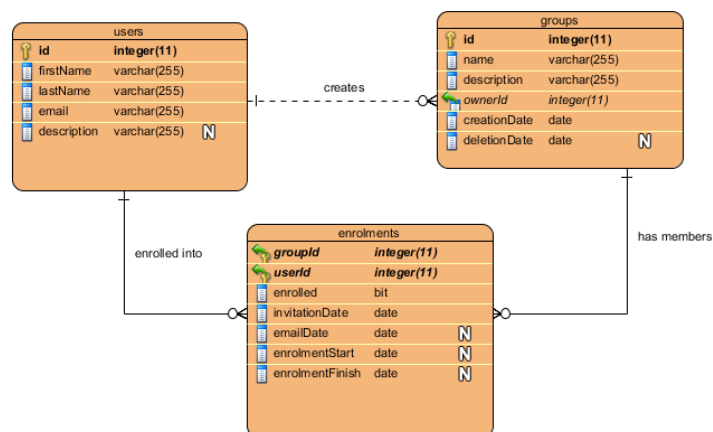 users
id integer(11)
firstName varchar(255)
lastName varchar(255)
email varchar(255)
description varchar(255) N
creates
groups
id integer(11)
name varchar(255)
description varchar(255)
ownerId integer(11)
creationDate date
deletionDate date N
enrolled into
has members
enrolments
groupId integer(11)
userId integer(11)
enrolled bit
invitationDate date
emailDate date N
enrolmentStart date N
enrolmentFinish date N